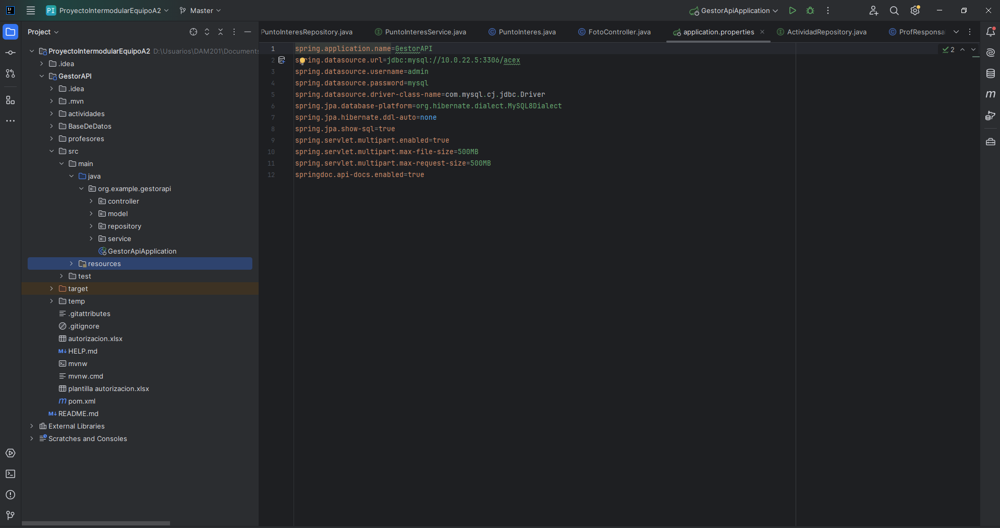 PI ProyectoIntermodularEquipoA2 Master GestorApiApplication
Project
PuntoInteresRepository.java PuntoInteresService.java PuntoInteres.java FotoController.java application.properties ActividadRepository.java ProfResponsa
ProyectoIntermodularEquipoA2 D:\Usuarios\DAM201\Documents
.idea
GestorAPI
.idea
.mvn
actividades
BaseDeDatos
profesores
src
main
java
org.example.gestorapi
controller
model
repository
service
GestorApiApplication
resources
test
target
temp
.gitattributes
.gitignore
autorizacion.xlsx
HELP.md
mvnw
mvnw.cmd
plantilla autorizacion.xlsx
pom.xml
README.md
External Libraries
Scratches and Consoles
1 spring.application.name=GestorAPI
2 spring.datasource.url=jdbc:mysql://10.0.22.5:3306/acex
3 spring.datasource.username=admin
4 spring.datasource.password=mysql
5 spring.datasource.driver-class-name=com.mysql.cj.jdbc.Driver
6 spring.jpa.database-platform=org.hibernate.dialect.MySQL8Dialect
7 spring.jpa.hibernate.ddl-auto=none
8 spring.jpa.show-sql=true
9 spring.servlet.multipart.enabled=true
10 spring.servlet.multipart.max-file-size=500MB
11 spring.servlet.multipart.max-request-size=500MB
12 springdoc.api-docs.enabled=true
2